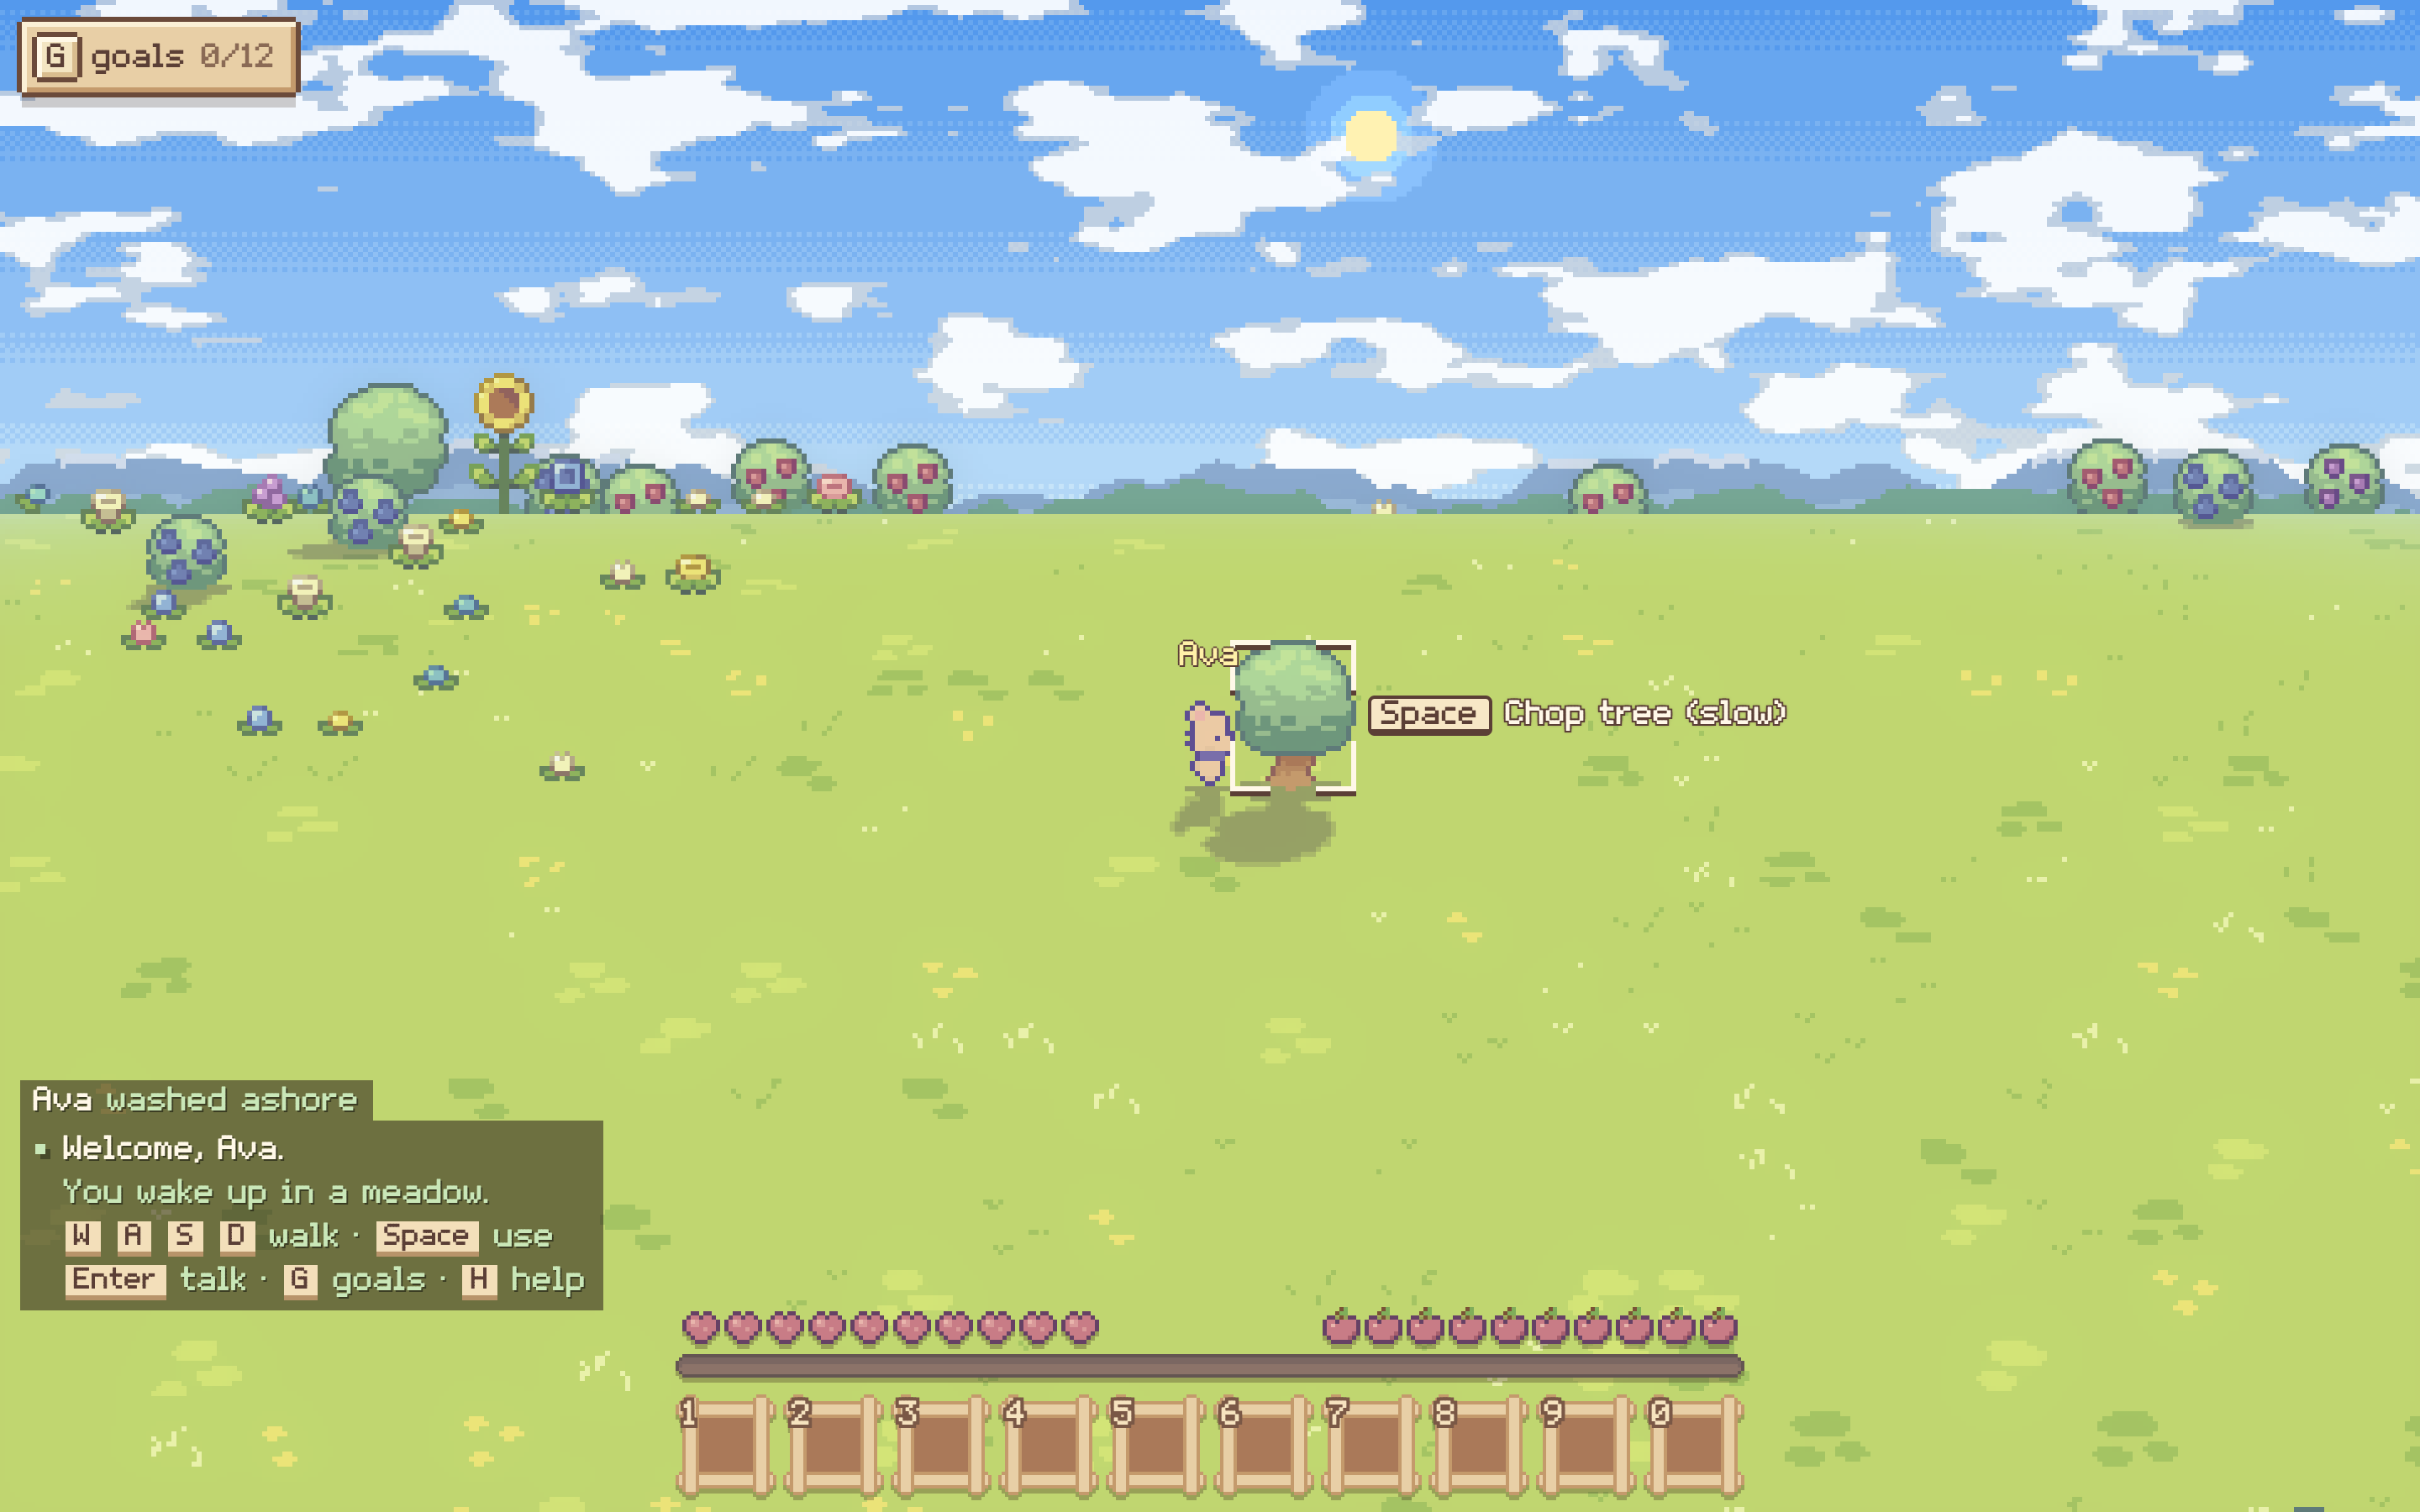 G goals 0/12
Ava
Space Chop tree (slow)
Ava washed ashore
Welcome, Ava.
You wake up in a meadow.
W A S D walk · Space use
Enter talk · G goals · H help
1 2 3 4 5 6 7 8 9 0